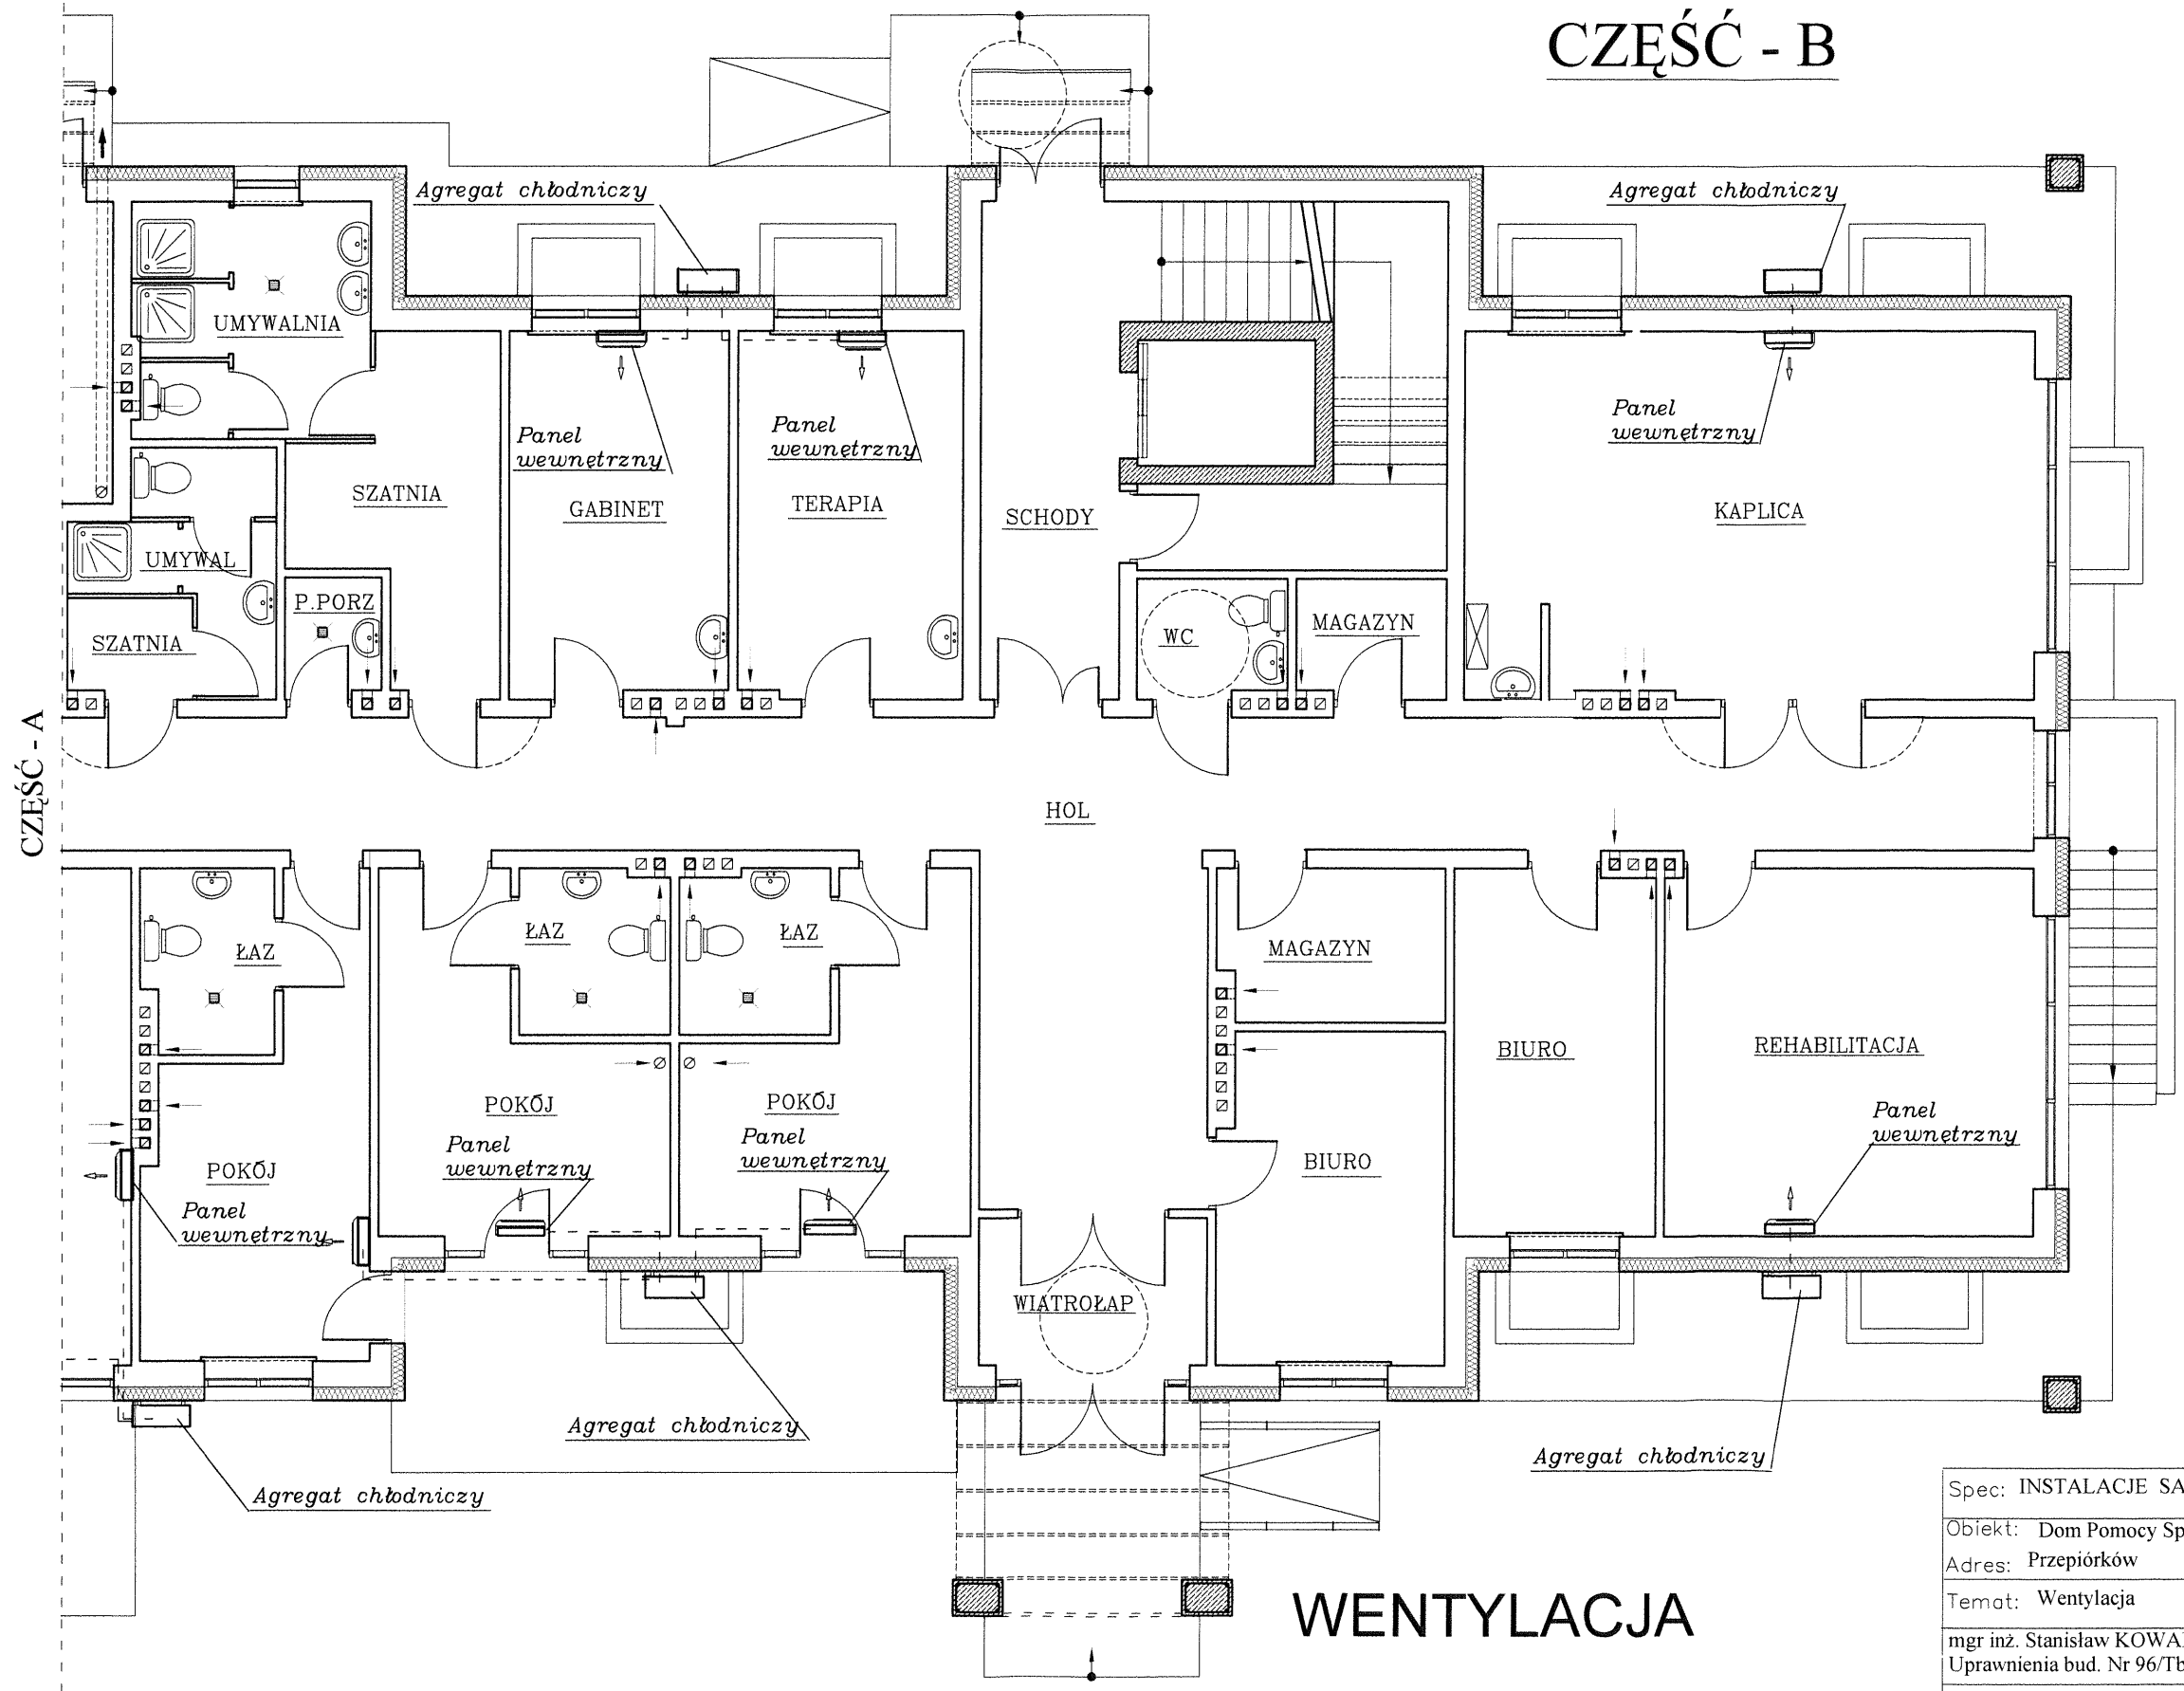 CZĘŚĆ - B
Agregat chłodniczy
Agregat chłodniczy
UMYWALNIA
Panel
wewnętrzny
Panel
wewnętrzny
Panel
wewnętrzny
SZATNIA
GABINET
TERAPIA
SCHODY
KAPLICA
UMYWAL
P.PORZ
SZATNIA
WC
MAGAZYN
CZĘŚĆ - A
HOL
ŁAZ
ŁAZ
ŁAZ
MAGAZYN
BIURO
REHABILITACJA
POKÓJ
POKÓJ
Panel
wewnętrzny
Panel
wewnętrzny
Panel
wewnętrzny
POKÓJ
BIURO
Panel
wewnętrzny
WIATROŁAP
Agregat chłodniczy
Agregat chłodniczy
Agregat chłodniczy
WENTYLACJA
Spec: INSTALACJE SA
Obiekt: Dom Pomocy Sp
Adres: Przepiórków
Temat: Wentylacja
mgr inż. Stanisław KOWA
Uprawnienia bud. Nr 96/Tb